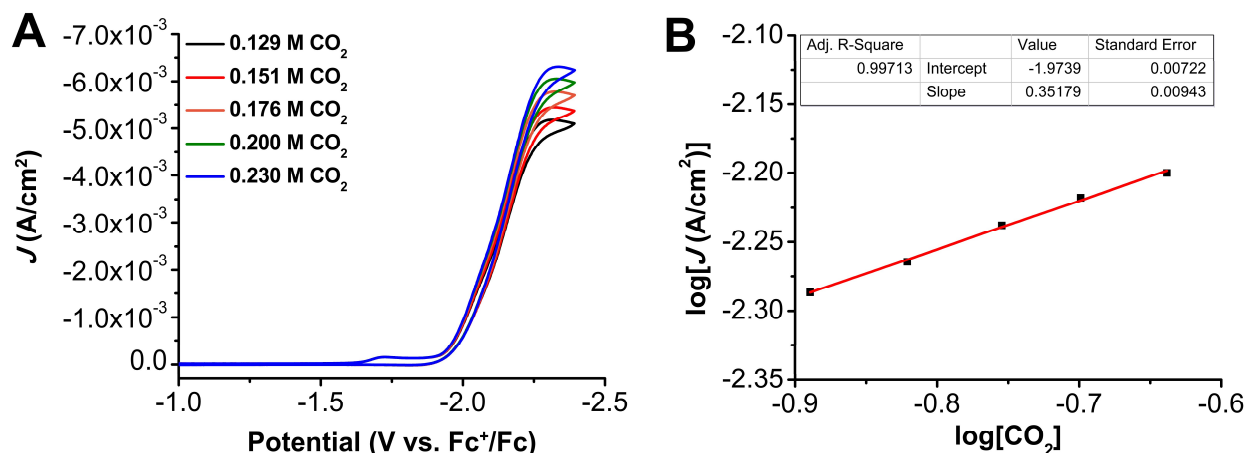 A
-7.0x10⁻³
-6.0x10⁻³
-5.0x10⁻³
-4.0x10⁻³
-3.0x10⁻³
-2.0x10⁻³
-1.0x10⁻³
0.0
J (A/cm²)
0.129 M CO₂
0.151 M CO₂
0.176 M CO₂
0.200 M CO₂
0.230 M CO₂
-1.0 -1.5 -2.0 -2.5
Potential (V vs. Fc⁺/Fc)
B
-2.10
-2.15
-2.20
-2.25
-2.30
-2.35
log[J (A/cm²)]
Adj. R-Square Value Standard Error
0.99713 Intercept -1.9739 0.00722
Slope 0.35179 0.00943
-0.9 -0.8 -0.7 -0.6
log[CO₂]